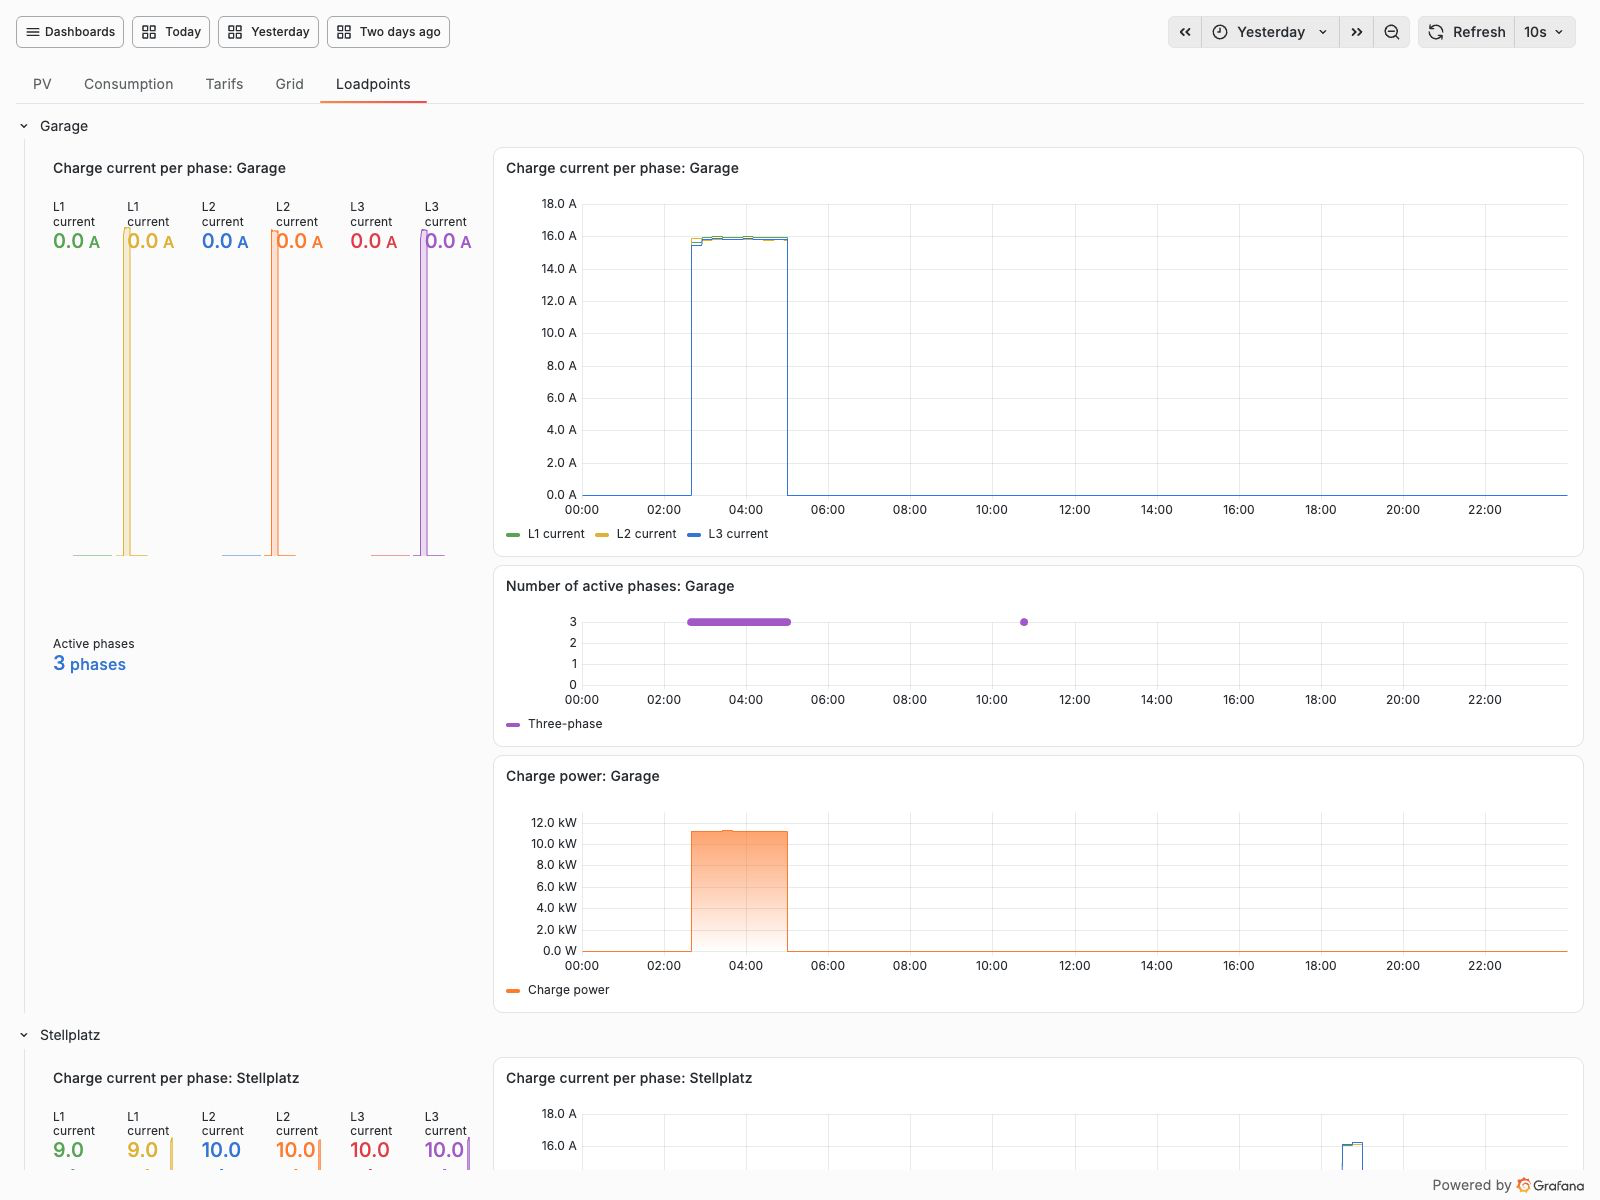 Dashboards Today Yesterday Two days ago Yesterday Refresh 10s
PV Consumption Tarifs Grid Loadpoints
Garage
Charge current per phase: Garage
L1 current L1 current L2 current L2 current L3 current L3 current
0.0 A 0.0 A 0.0 A 0.0 A 0.0 A 0.0 A
Active phases
3 phases
Charge current per phase: Garage
18.0 A
16.0 A
14.0 A
12.0 A
10.0 A
8.0 A
6.0 A
4.0 A
2.0 A
0.0 A
00:00 02:00 04:00 06:00 08:00 10:00 12:00 14:00 16:00 18:00 20:00 22:00
L1 current L2 current L3 current
Number of active phases: Garage
3
2
1
0
00:00 02:00 04:00 06:00 08:00 10:00 12:00 14:00 16:00 18:00 20:00 22:00
Three-phase
Charge power: Garage
12.0 kW
10.0 kW
8.0 kW
6.0 kW
4.0 kW
2.0 kW
0.0 W
00:00 02:00 04:00 06:00 08:00 10:00 12:00 14:00 16:00 18:00 20:00 22:00
Charge power
Stellplatz
Charge current per phase: Stellplatz
L1 current L1 current L2 current L2 current L3 current L3 current
9.0 9.0 10.0 10.0 10.0 10.0
Charge current per phase: Stellplatz
18.0 A
16.0 A
Powered by Grafana